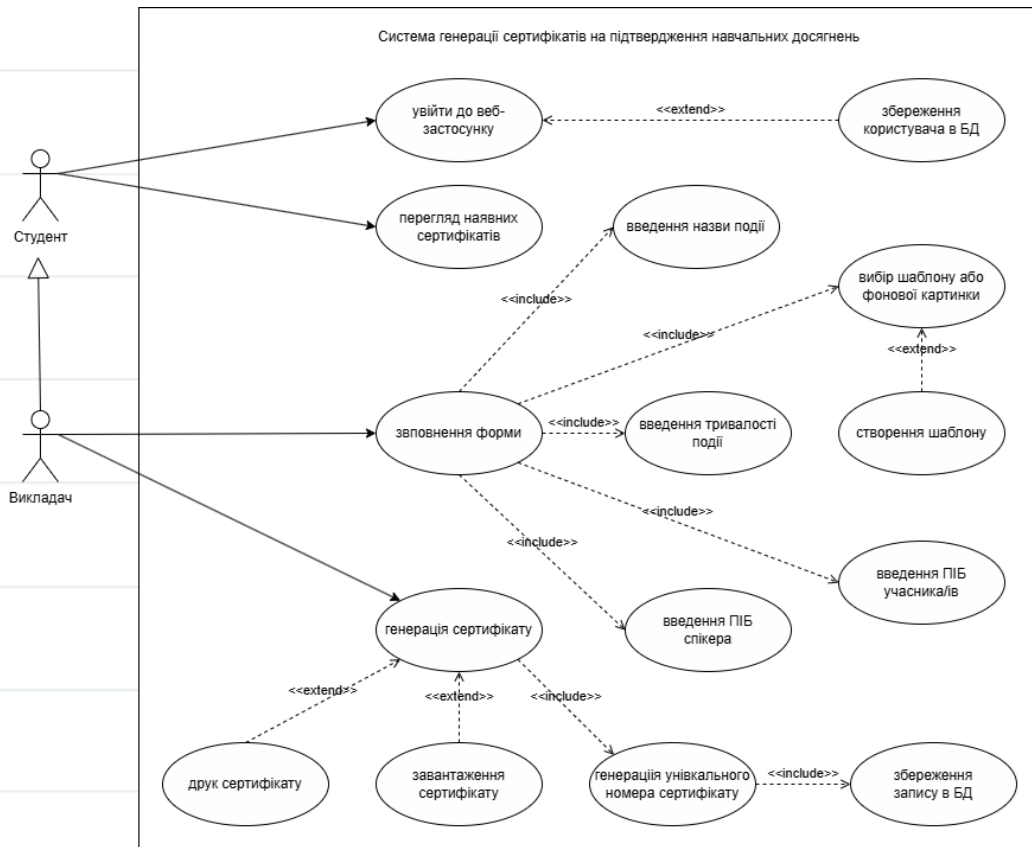 Система генерації сертифікатів на підтвердження навчальних досягнень
увійти до веб-
застосунку
<<extend>>
збереження
користувача в БД
Студент
перегляд наявних
сертифікатів
введення назви події
<<include>>
вибір шаблону або
фонової картинки
<<include>>
<<extend>>
Викладач
звповнення форми
<<include>>
введення тривалості
події
створення шаблону
<<include>>
<<include>>
введення ПІБ
учасника/ів
генерація сертифікату
введення ПІБ
спікера
<<extend>>
<<extend>>
<<include>>
друк сертифікату
завантаження
сертифікату
генераціія унівкального
номера сертифікату
<<include>>
збереження
запису в БД